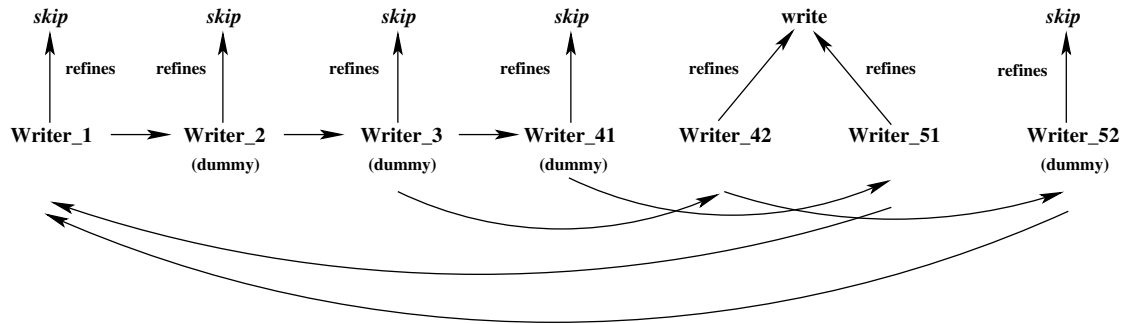 skip skip skip skip write skip
refines refines refines refines refines refines refines
Writer_1 Writer_2 Writer_3 Writer_41 Writer_42 Writer_51 Writer_52
(dummy) (dummy) (dummy) (dummy)